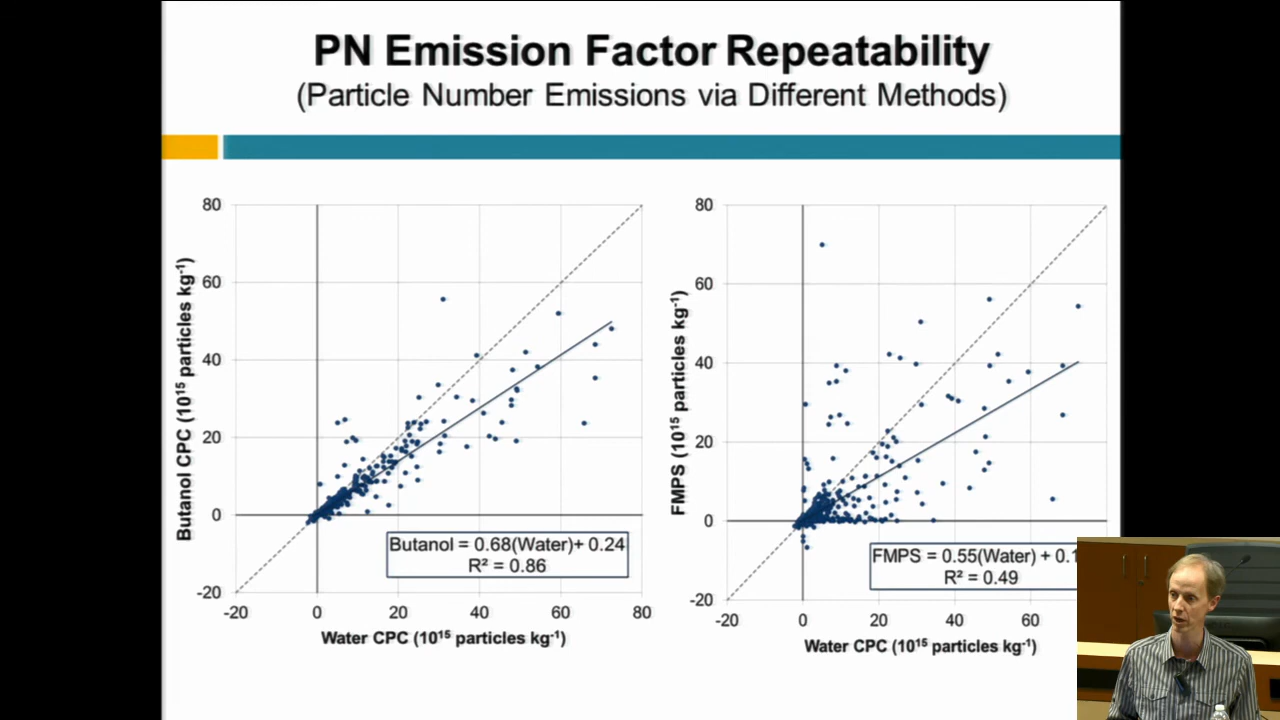 PN Emission Factor Repeatability
(Particle Number Emissions via Different Methods)
Butanol CPC (10¹⁵ particles kg⁻¹)
80
60
40
20
0
-20
Butanol = 0.68(Water)+ 0.24
R² = 0.86
-20 0 20 40 60 80
Water CPC (10¹⁵ particles kg⁻¹)
FMPS (10¹⁵ particles kg⁻¹)
80
60
40
20
0
-20
FMPS = 0.55(Water) + 0.1
R² = 0.49
-20 0 20 40 60
Water CPC (10¹⁵ particles kg⁻¹)